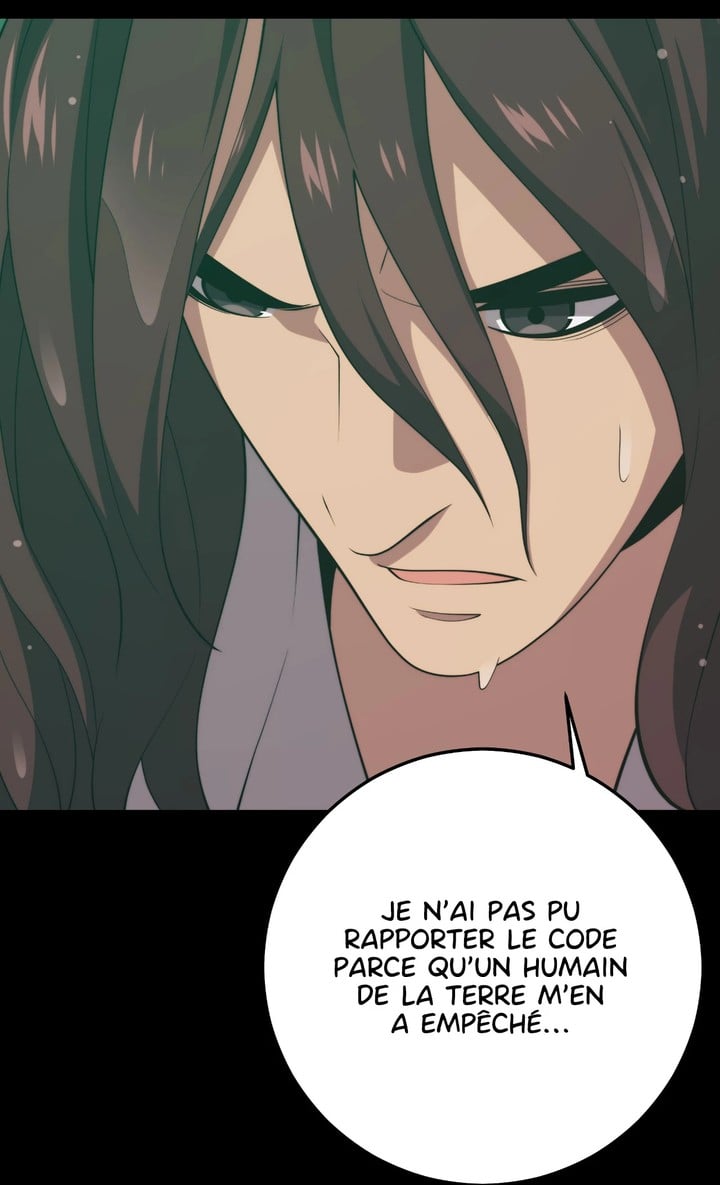 JE N'AI PAS PU
RAPPORTER LE CODE
PARCE QU'UN HUMAIN
DE LA TERRE M'EN
A EMPÊCHÉ...